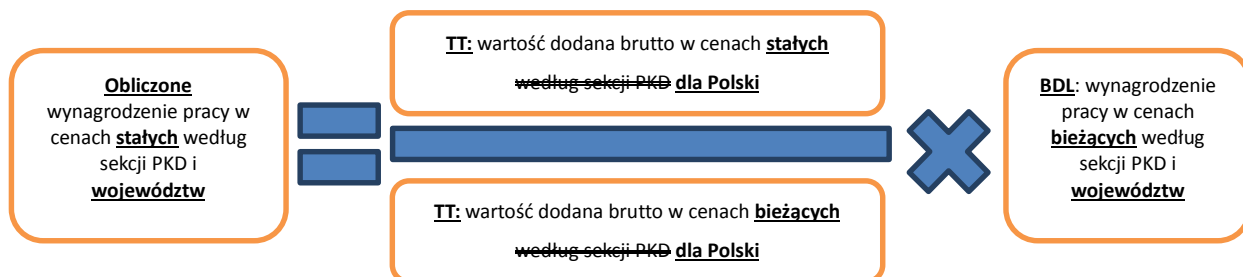 Obliczone
wynagrodzenie pracy w
cenach stałych według
sekcji PKD i
województw
TT: wartość dodana brutto w cenach stałych
według sekcji PKD dla Polski
TT: wartość dodana brutto w cenach bieżących
według sekcji PKD dla Polski
BDL: wynagrodzenie
pracy w cenach
bieżących według
sekcji PKD i
województw